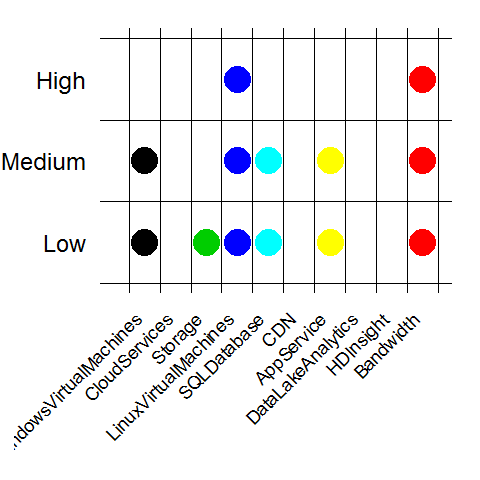 High
Medium
Low
ndowsVirtualMachines
CloudServices
Storage
LinuxVirtualMachines
SQLDatabase
CDN
AppService
DataLakeAnalytics
HDInsight
Bandwidth